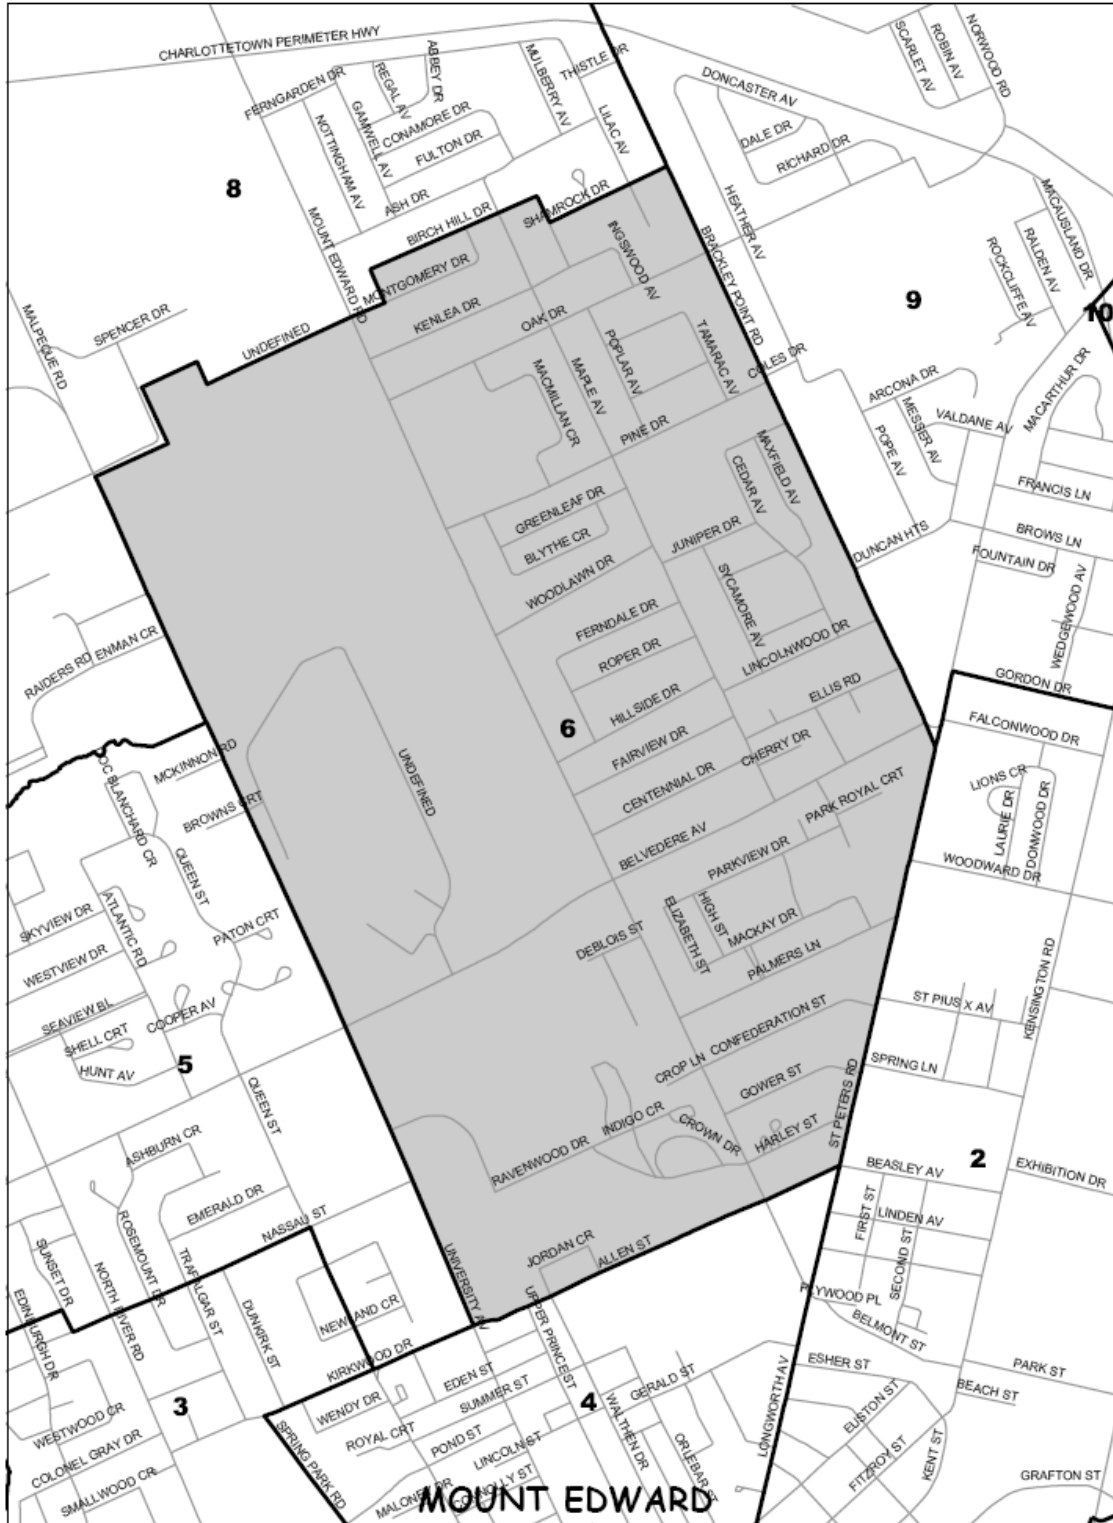 CHARLOTTETOWN PERIMETER HWY
ABBEY DR
MULBERRY AV
THISTLE DR
SCARLET AV
ROBIN AV
NORWOOD RD
FERNGARDEN DR
REGAL AV
GAMWELL AV
CONAMORE DR
FULTON DR
NOTTINGHAM AV
LILAC AV
DONCASTER AV
DALE DR
RICHARD DR
8
ASH DR
MOUNT EDWARD RD
BIRCH HILL DR
SHAMROCK DR
HEATHER AV
BRACKLEY POINT RD
MACAUSLAND DR
RALDEN AV
ROCKCLIFFE AV
MONTGOMERY DR
INGSWOOD AV
KENLEA DR
OAK DR
9
10
MALPEQUE RD
SPENCER DR
UNDEFINED
MACMILLAN CR
MAPLE AV
POPLAR AV
TAMARAC AV
COLES DR
PINE DR
ARCONA DR
MESSER AV
POPE AV
VALDANE AV
MACARTHUR DR
FRANCIS LN
BROWS LN
FOUNTAIN DR
WEDGEWOOD AV
GREENLEAF DR
BLYTHE CR
WOODLAWN DR
JUNIPER DR
CEDAR AV
MAXFIELD AV
DUNCAN HTS
SYCAMORE AV
FERNDALE DR
ROPER DR
HILLSIDE DR
LINCOLNWOOD DR
ELLIS RD
GORDON DR
RAIDERS RD
ENMAN CR
6
FAIRVIEW DR
CENTENNIAL DR
CHERRY DR
UNDEFINED
FALCONWOOD DR
LIONS CR
LAURIE DR
DONWOOD DR
WOODWARD DR
MCKINNON RD
DOC BLANCHARD CR
BROWNS CRT
QUEEN ST
BELVEDERE AV
PARK ROYAL CRT
PARKVIEW DR
SKYVIEW DR
ATLANTIC RD
PATON CRT
WESTVIEW DR
DEBLOIS ST
ELIZABETH ST
HIGH ST
MACKAY DR
PALMERS LN
KENSINGTON RD
SEAVIEW BL
COOPER AV
SHELL CRT
HUNT AV
5
QUEEN ST
CROP LN
CONFEDERATION ST
ST PIUS X AV
SPRING LN
GOWER ST
ST PETERS RD
ASHBURN CR
RAVENWOOD DR
INDIGO CR
CROWN DR
HARLEY ST
BEASLEY AV
2
EXHIBITION DR
EMERALD DR
ROSEMOUNT DR
NASSAU ST
TRAFALGAR ST
SUNSET DR
NORTH RIVER RD
EDINBURGH DR
DUNKIRK ST
UNIVERSITY AV
JORDAN CR
ALLEN ST
FIRST ST
LINDEN AV
SECOND ST
NEWLAND CR
KIRKWOOD DR
UPPER PRINCE ST
PLYWOOD PL
BELMONT ST
ESHER ST
PARK ST
BEACH ST
3
WESTWOOD CR
COLONEL GRAY DR
SMALLWOOD CR
SPRING PARK RD
WENDY DR
EDEN ST
SUMMER ST
ROYAL CRT
POND ST
LINCOLN ST
CONNOLLY ST
4
GERALD ST
WALTHEN DR
ORLEBAR ST
LONGWORTH AV
EUSTON ST
FITZROY ST
KENT ST
GRAFTON ST
MALONEY DR
MOUNT EDWARD